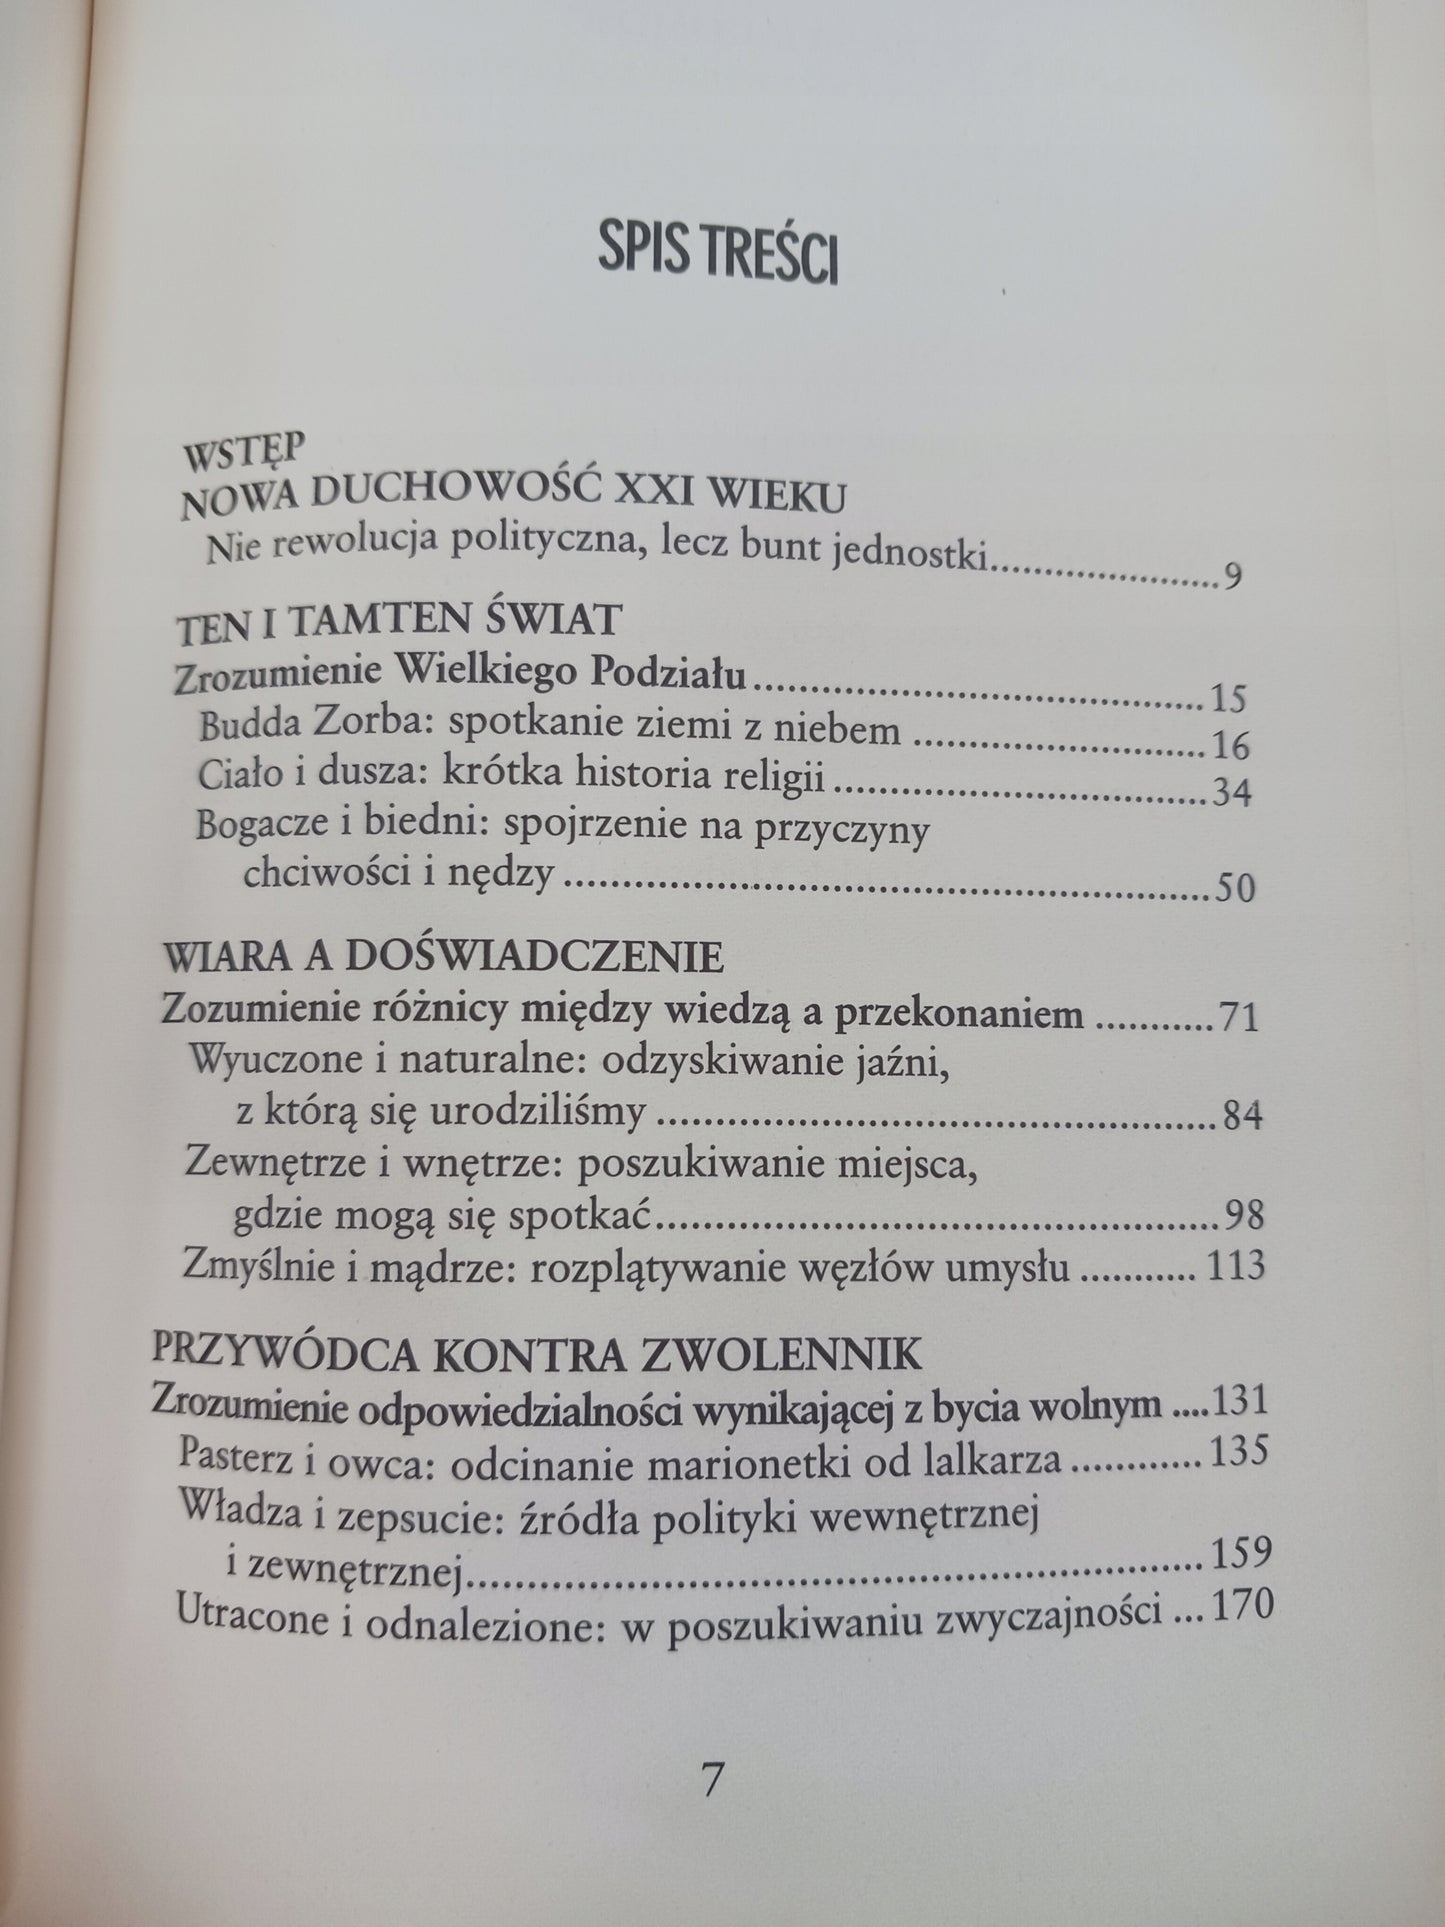 SPIS TREŚCI
WSTĘP
NOWA DUCHOWOŚĆ XXI WIEKU
Nie rewolucja polityczna, lecz bunt jednostki......................9
TEN I TAMTEN ŚWIAT
Zrozumienie Wielkiego Podziału..........................................15
Budda Zorba: spotkanie ziemi z niebem ...........................16
Ciało i dusza: krótka historia religii ...................................34
Bogacze i biedni: spojrzenie na przyczyny
chciwości i nędzy ............................................................50
WIARA A DOŚWIADCZENIE
Zozumienie różnicy między wiedzą a przekonaniem ...........71
Wyuczone i naturalne: odzyskiwanie jaźni,
z którą się urodziliśmy ....................................................84
Zewnętrze i wnętrze: poszukiwanie miejsca,
gdzie mogą się spotkać....................................................98
Zmyślnie i mądrze: rozplątywanie węzłów umysłu ........... 113
PRZYWÓDCA KONTRA ZWOLENNIK
Zrozumienie odpowiedzialności wynikającej z bycia wolnym ....131
Pasterz i owca: odcinanie marionetki od lalkarza ............ 135
Władza i zepsucie: źródła polityki wewnętrznej
i zewnętrznej.................................................................... 159
Utracone i odnalezione: w poszukiwaniu zwyczajności ... 170
7